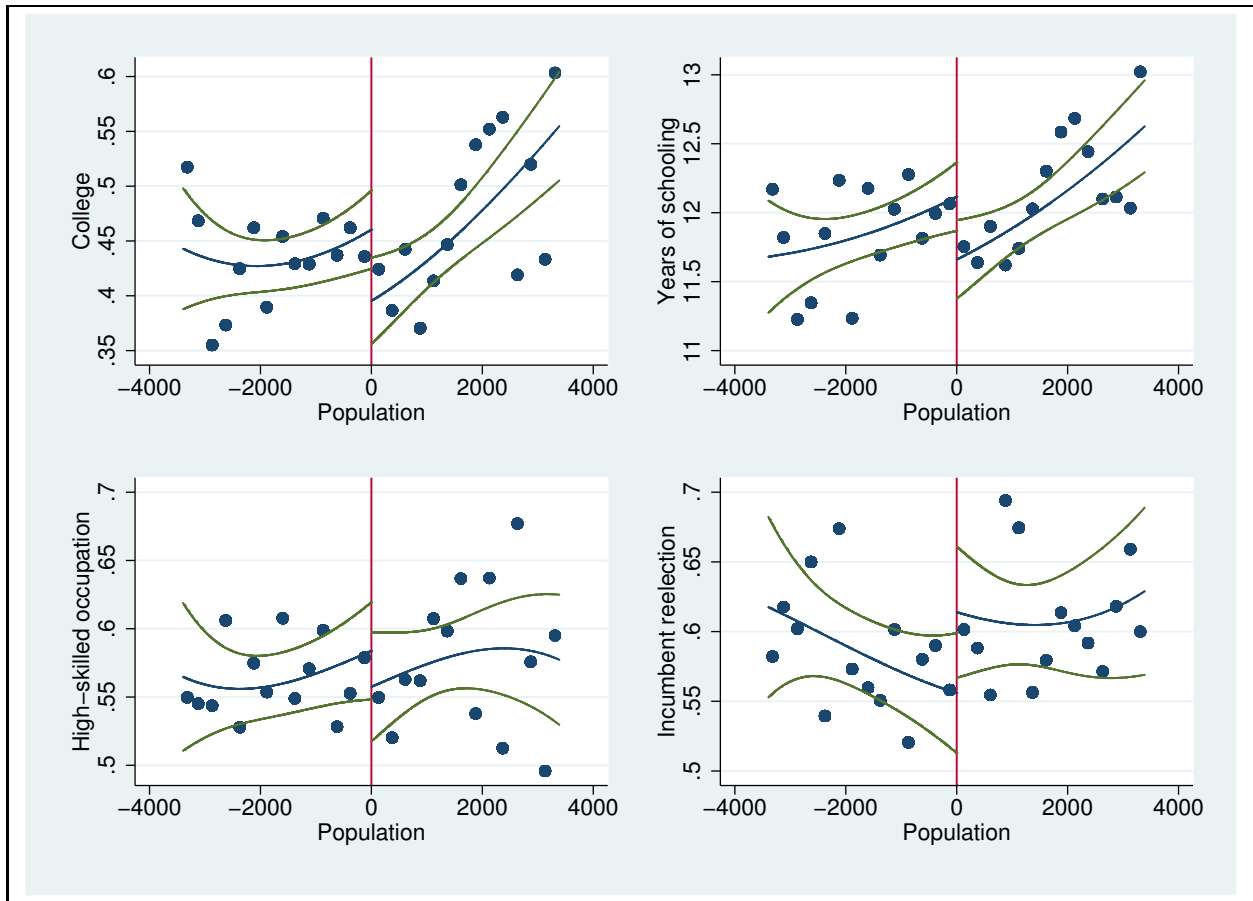 College
.6
.55
.5
.45
.4
.35
−4000 −2000 0 2000 4000
Population
Years of schooling
13
12.5
12
11.5
11
−4000 −2000 0 2000 4000
Population
High−skilled occupation
.7
.65
.6
.55
.5
−4000 −2000 0 2000 4000
Population
Incumbent reelection
.7
.65
.6
.55
.5
−4000 −2000 0 2000 4000
Population